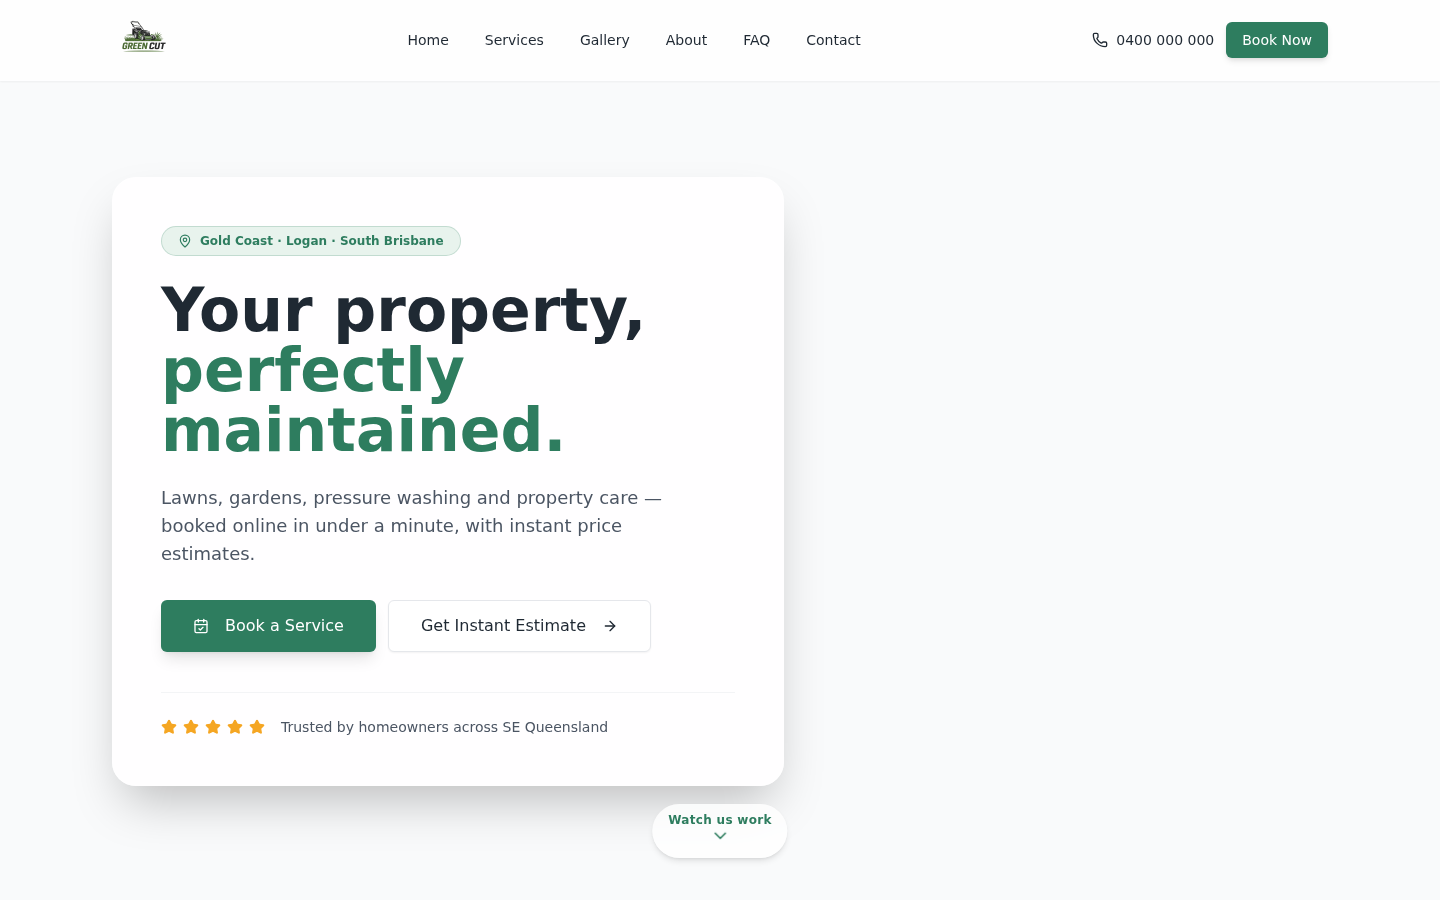 GREEN CUT
Home
Services
Gallery
About
FAQ
Contact
0400 000 000
Book Now
Gold Coast · Logan · South Brisbane
Your property,
perfectly
maintained.
Lawns, gardens, pressure washing and property care —
booked online in under a minute, with instant price
estimates.
Book a Service
Get Instant Estimate
Trusted by homeowners across SE Queensland
Watch us work